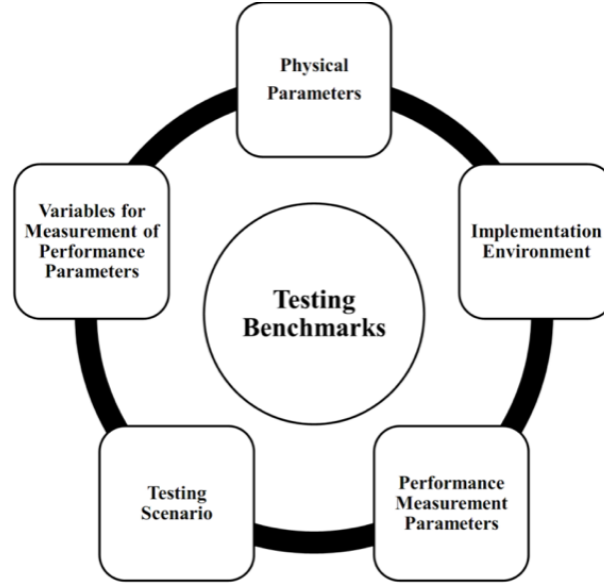 Physical
Parameters
Variables for
Measurement of
Performance
Parameters
Implementation
Environment
Testing
Benchmarks
Testing
Scenario
Performance
Measurement
Parameters